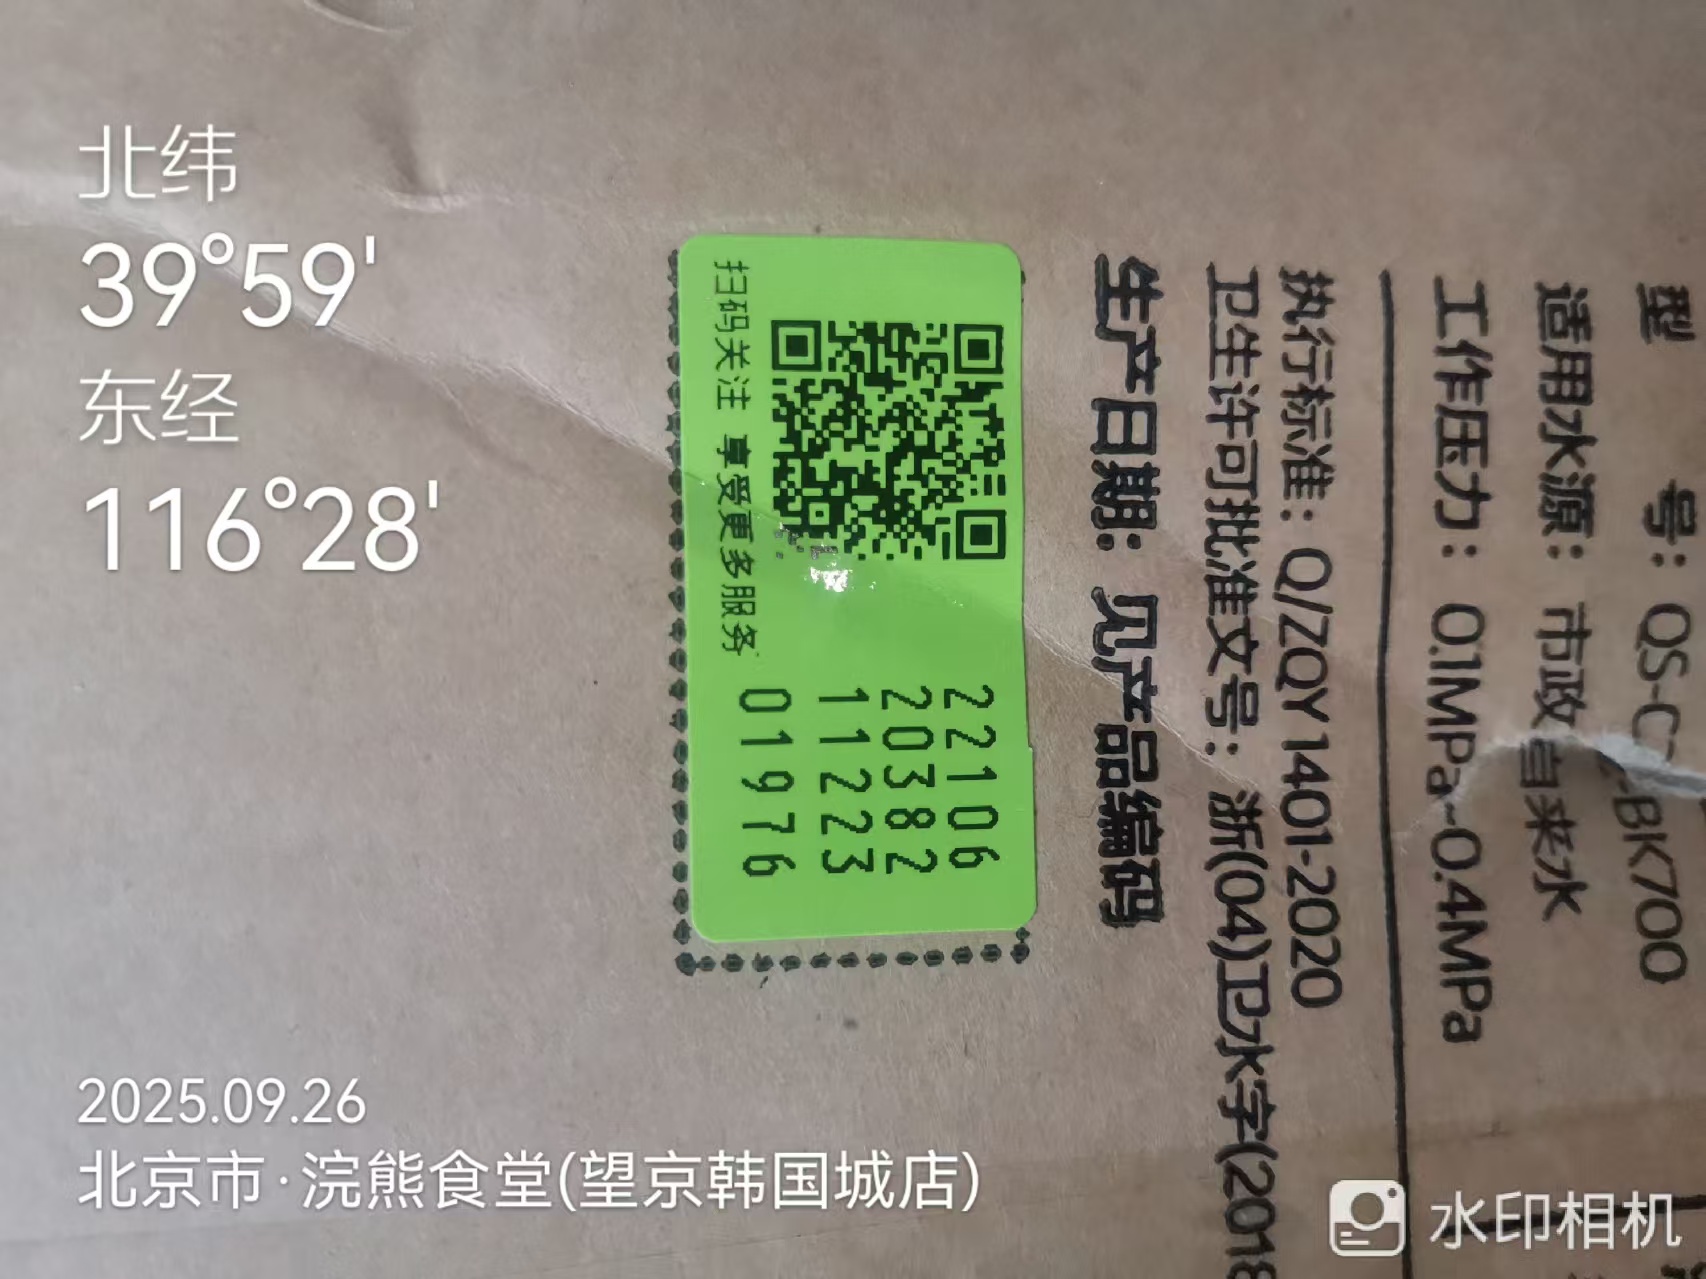 北纬
39°59'
东经
116°28'
2025.09.26
北京市·浣熊食堂(望京韩国城店)
水印相机
型 号：QS-C
-BK700
适用水源：市政自来水
工作压力：0.1MPa-0.4MPa
执行标准：Q/ZQY 1401-2020
卫生许可批准文号：浙(04)卫水字(2018
生产日期：见产品编码
22106
20382
11223
01976
扫码关注 享受更多服务